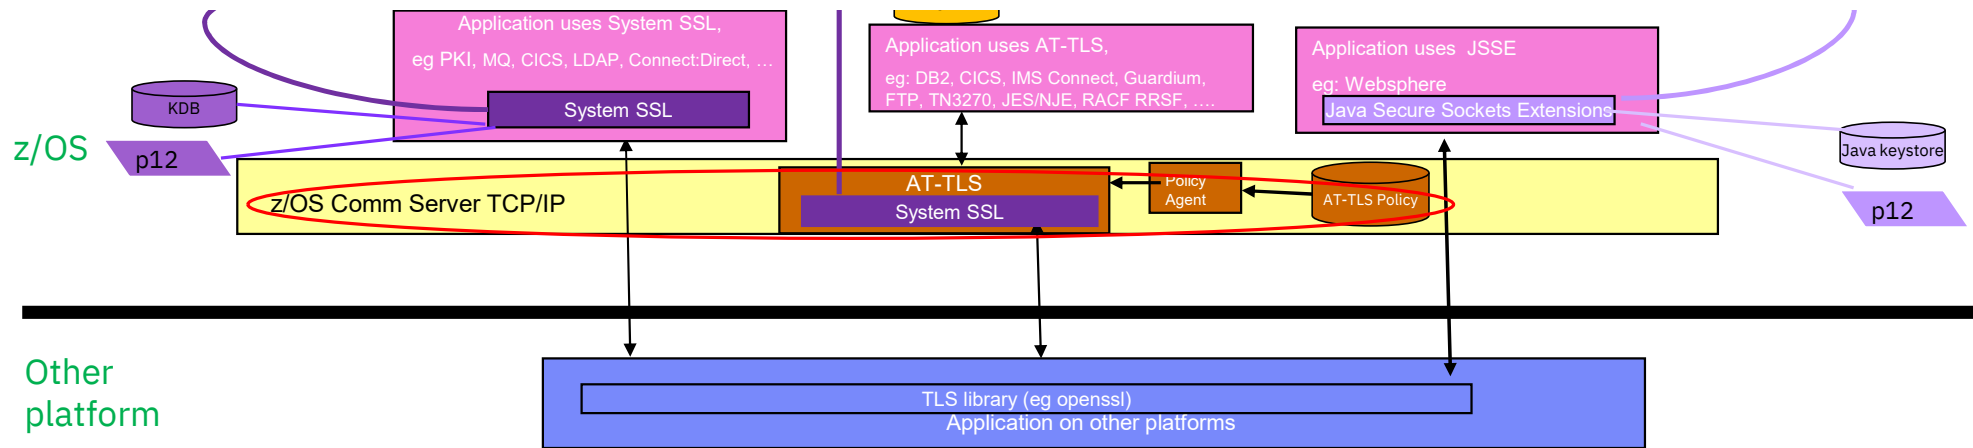 Application uses System SSL,
eg PKI, MQ, CICS, LDAP, Connect:Direct, …
System SSL
Application uses AT-TLS,
eg: DB2, CICS, IMS Connect, Guardium,
FTP, TN3270, JES/NJE, RACF RRSF, ….
Application uses JSSE
eg: Websphere
Java Secure Sockets Extensions
KDB
p12
z/OS
Java keystore
p12
z/OS Comm Server TCP/IP
AT-TLS
System SSL
Policy
Agent
AT-TLS Policy
Other
platform
TLS library (eg openssl)
Application on other platforms